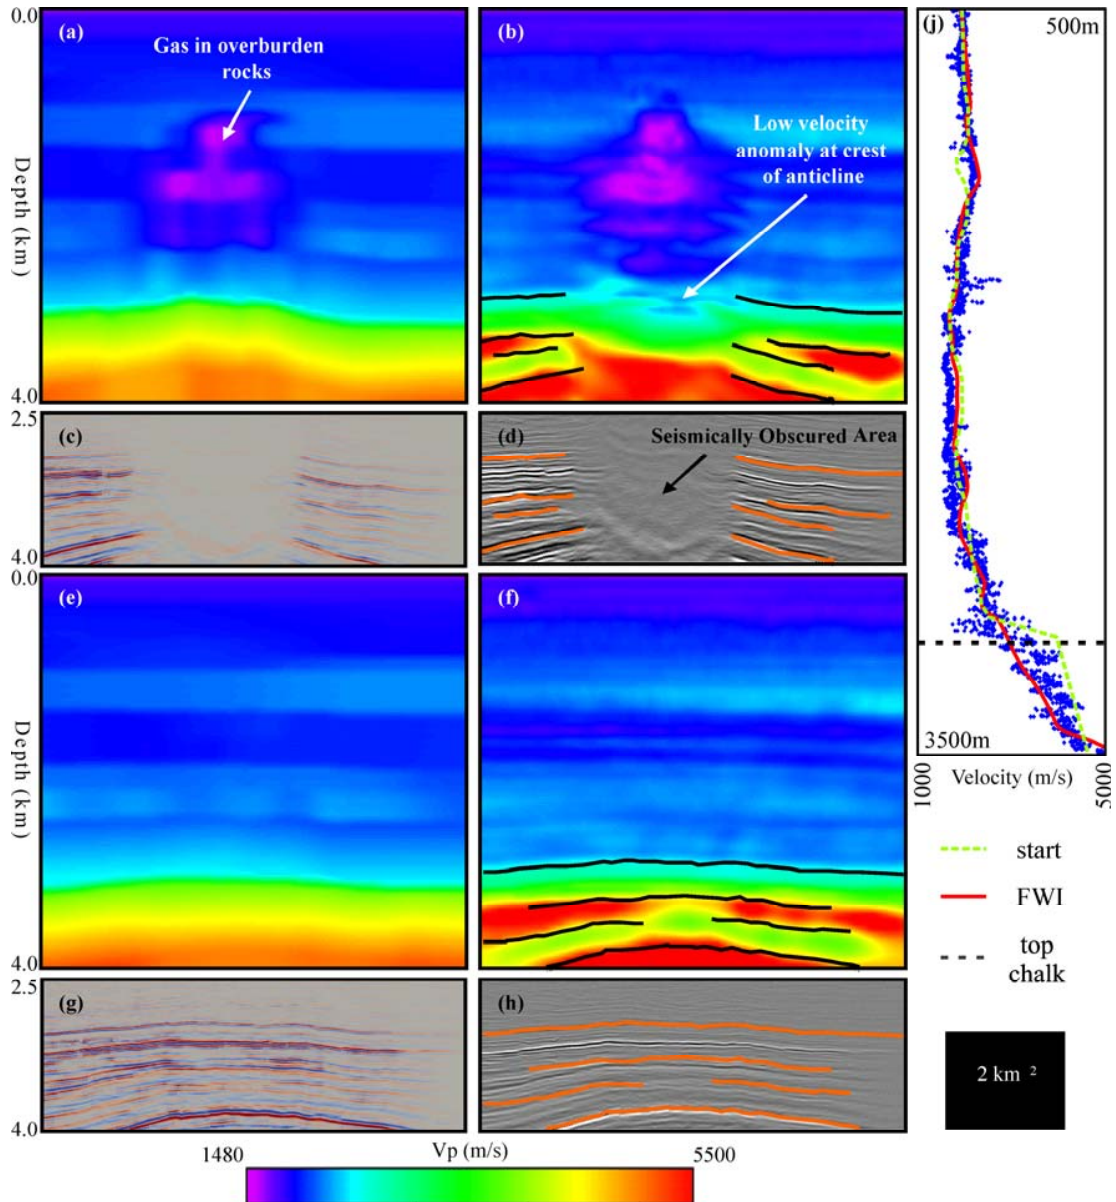 0.0
(a)
Gas in overburden
rocks
(b)
Low velocity
anomaly at crest
of anticline
Depth (km)
4.0
2.5
(c)
(d)
Seismically Obscured Area
4.0
0.0
(e)
(f)
Depth (km)
4.0
2.5
(g)
(h)
4.0
1480
Vp (m/s)
5500
(j)
500m
3500m
1000
Velocity (m/s)
5000
start
FWI
top
chalk
2 km ²